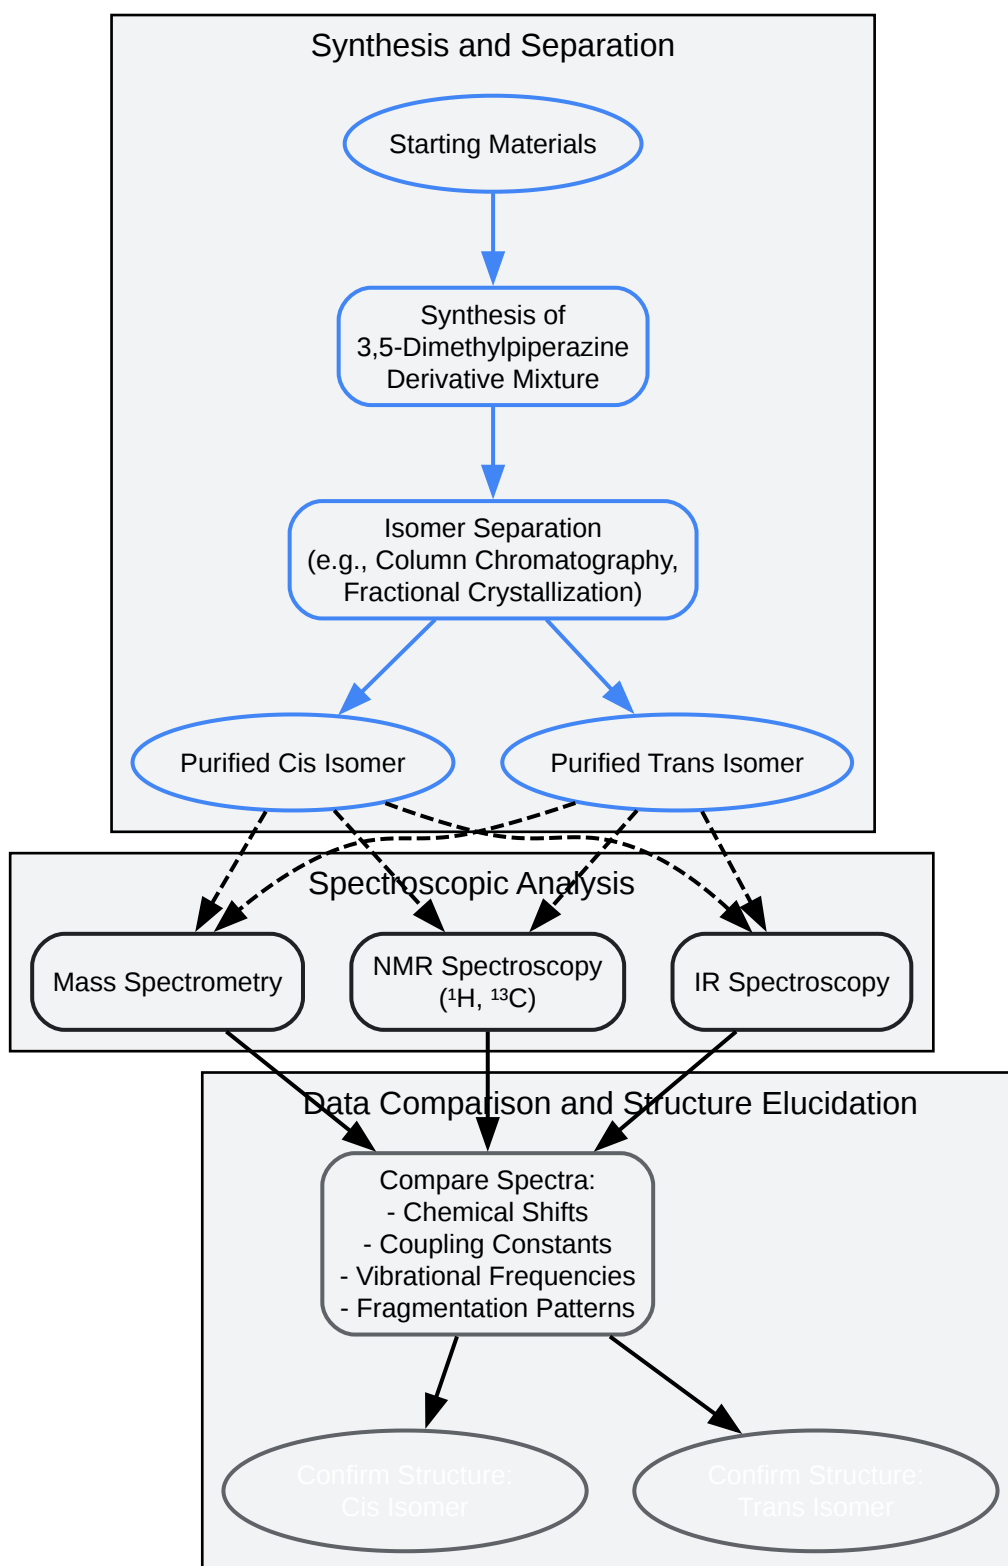 Synthesis and Separation
Starting Materials
Synthesis of
3,5-Dimethylpiperazine
Derivative Mixture
Isomer Separation
(e.g., Column Chromatography,
Fractional Crystallization)
Purified Cis Isomer
Purified Trans Isomer
Spectroscopic Analysis
Mass Spectrometry
NMR Spectroscopy
(¹H, ¹³C)
IR Spectroscopy
Data Comparison and Structure Elucidation
Compare Spectra:
- Chemical Shifts
- Coupling Constants
- Vibrational Frequencies
- Fragmentation Patterns
Confirm Structure:
Cis Isomer
Confirm Structure:
Trans Isomer